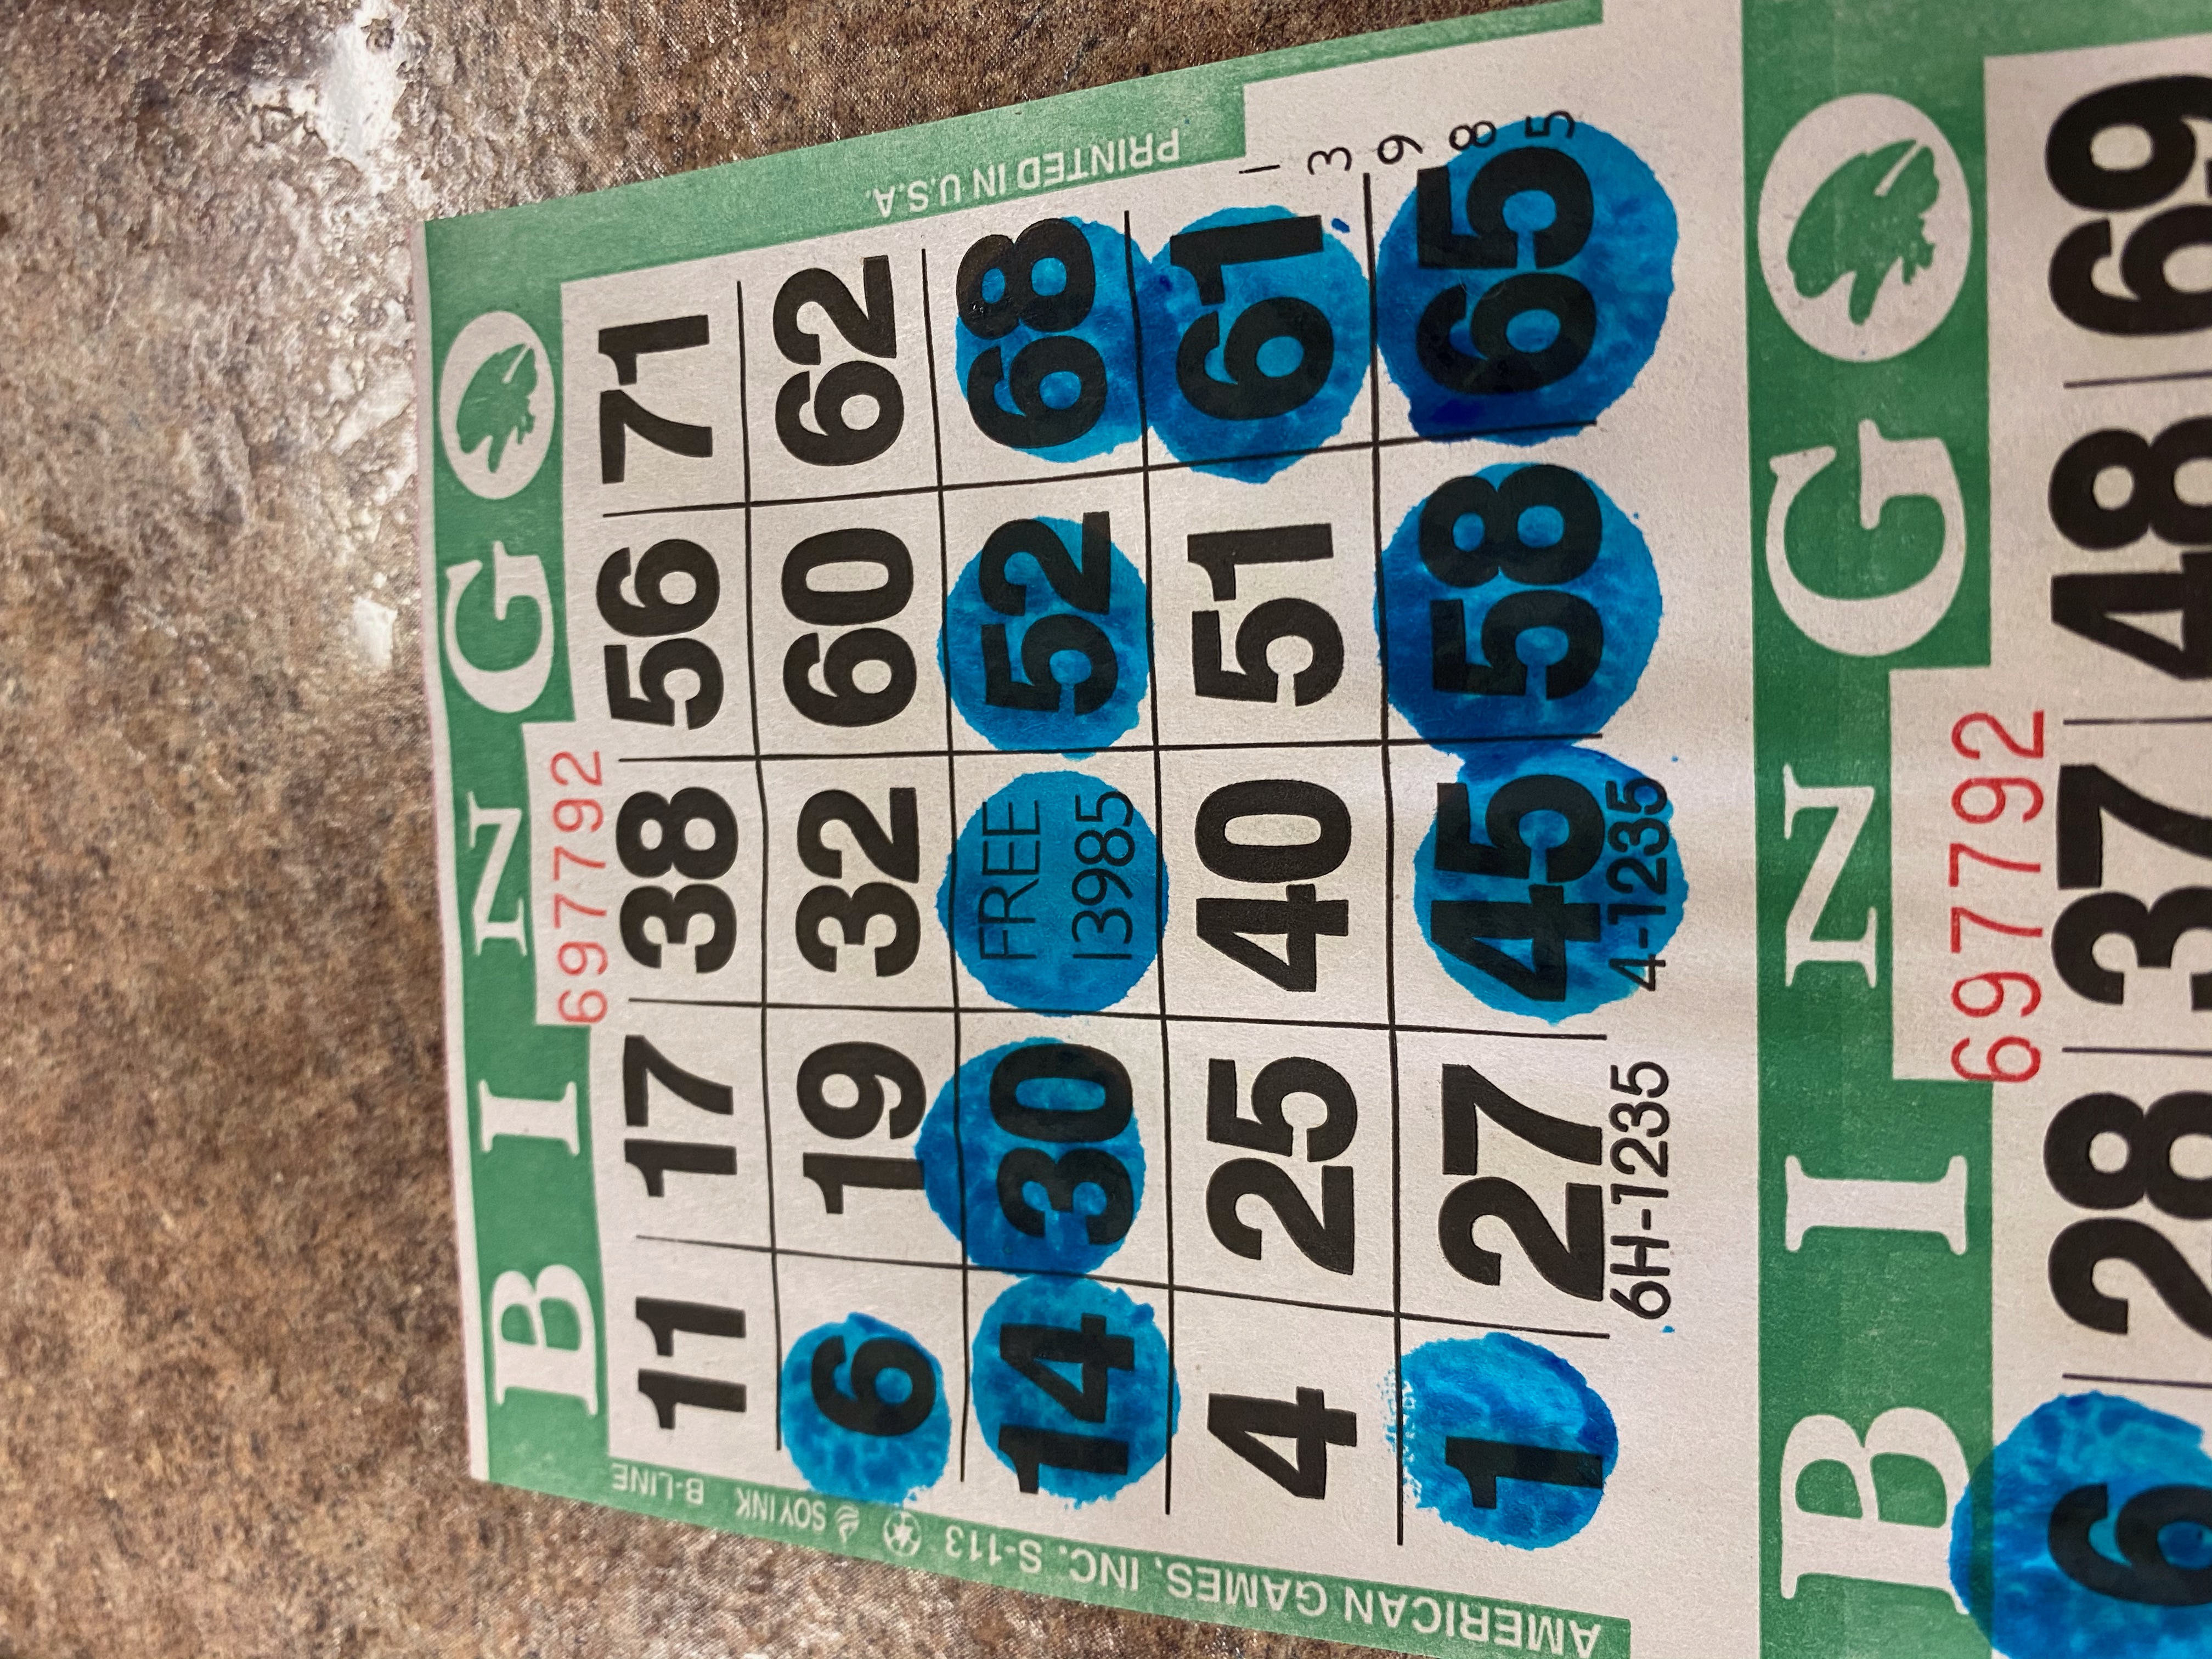 PRINTED IN U.S.A.
B I N G O
697792
11 17 38 56 71
6 19 32 60 62
14 30 FREE 52 68
13985
4 25 40 51 61
1 27 45 58 65
6H-1235 4-1235
13985
AMERICAN GAMES, INC. S-113 SOY INK B-LINE
B I N G O
697792
6 28 37 48 69